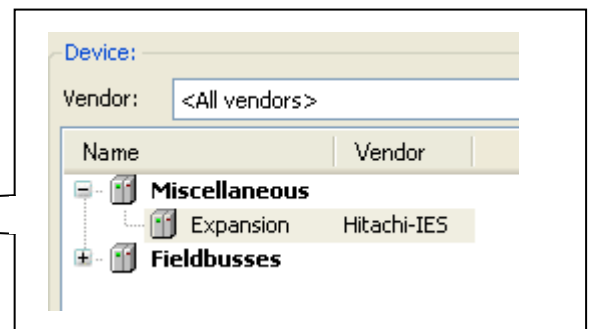 Device:
Vendor: <All vendors>
Name Vendor
Miscellaneous
Expansion Hitachi-IES
Fieldbusses